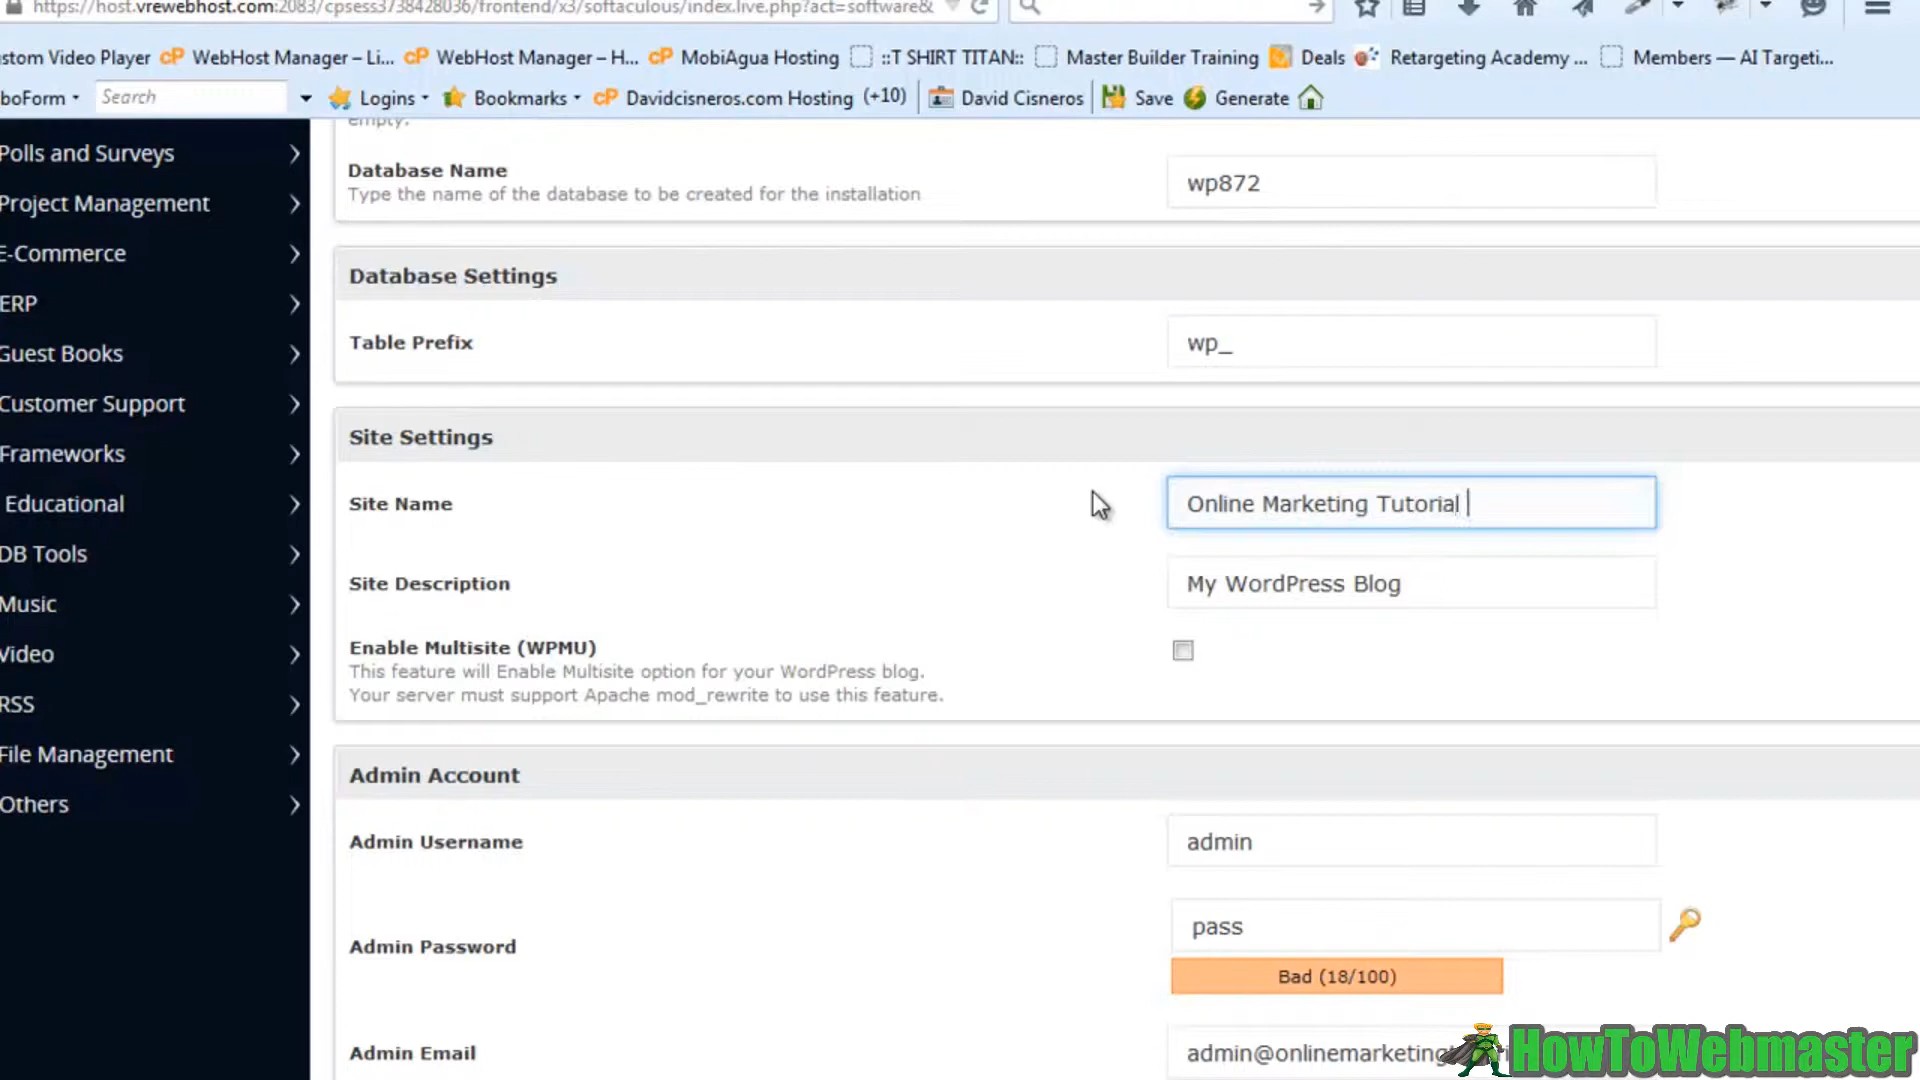 https://host.vrewebhost.com:2083/cpsess3738428036/frontend/x3/softaculous/index.live.php?act=software&
stom Video Player cP WebHost Manager – Li... cP WebHost Manager – H... cP MobiAgua Hosting ::T SHIRT TITAN:: Master Builder Training Deals Retargeting Academy ... Members — AI Targeti...
boForm Search Logins Bookmarks cP Davidcisneros.com Hosting (+10) David Cisneros Save Generate
empty.
Polls and Surveys
Project Management
E-Commerce
ERP
Guest Books
Customer Support
Frameworks
Educational
DB Tools
Music
Video
RSS
File Management
Others
Database Name
Type the name of the database to be created for the installation
wp872
Database Settings
Table Prefix
wp_
Site Settings
Site Name
Online Marketing Tutorial
Site Description
My WordPress Blog
Enable Multisite (WPMU)
This feature will Enable Multisite option for your WordPress blog.
Your server must support Apache mod_rewrite to use this feature.
Admin Account
Admin Username
admin
Admin Password
pass
Bad (18/100)
Admin Email
admin@onlinemarketing
HowToWebmaster